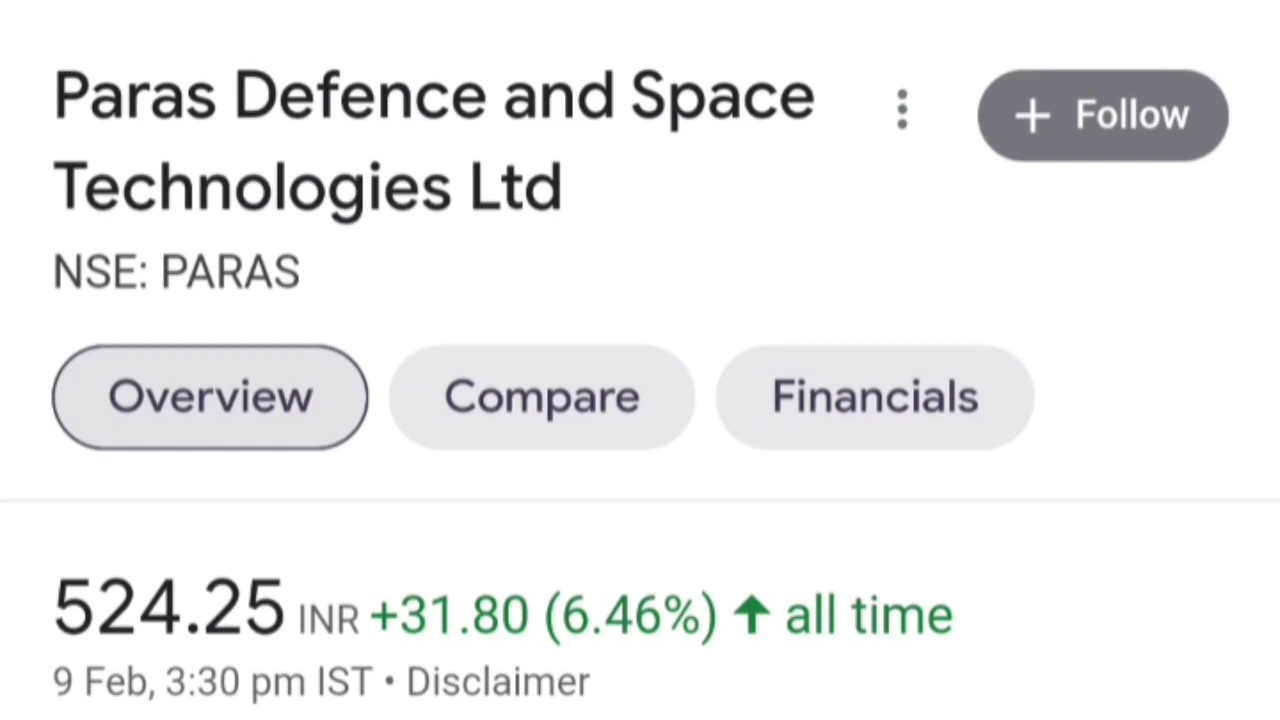 Paras Defence and Space
Technologies Ltd
+ Follow
NSE: PARAS
Overview Compare Financials
524.25 INR +31.80 (6.46%) ↑ all time
9 Feb, 3:30 pm IST • Disclaimer